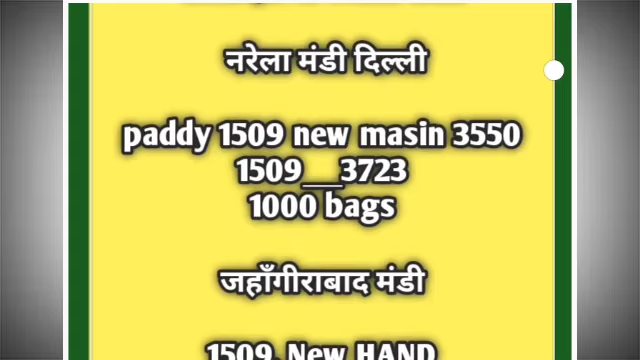 नरेला मंडी दिल्ली
paddy 1509 new masin 3550
1509__3723
1000 bags
जहाँगीराबाद मंडी
1509 New HAND